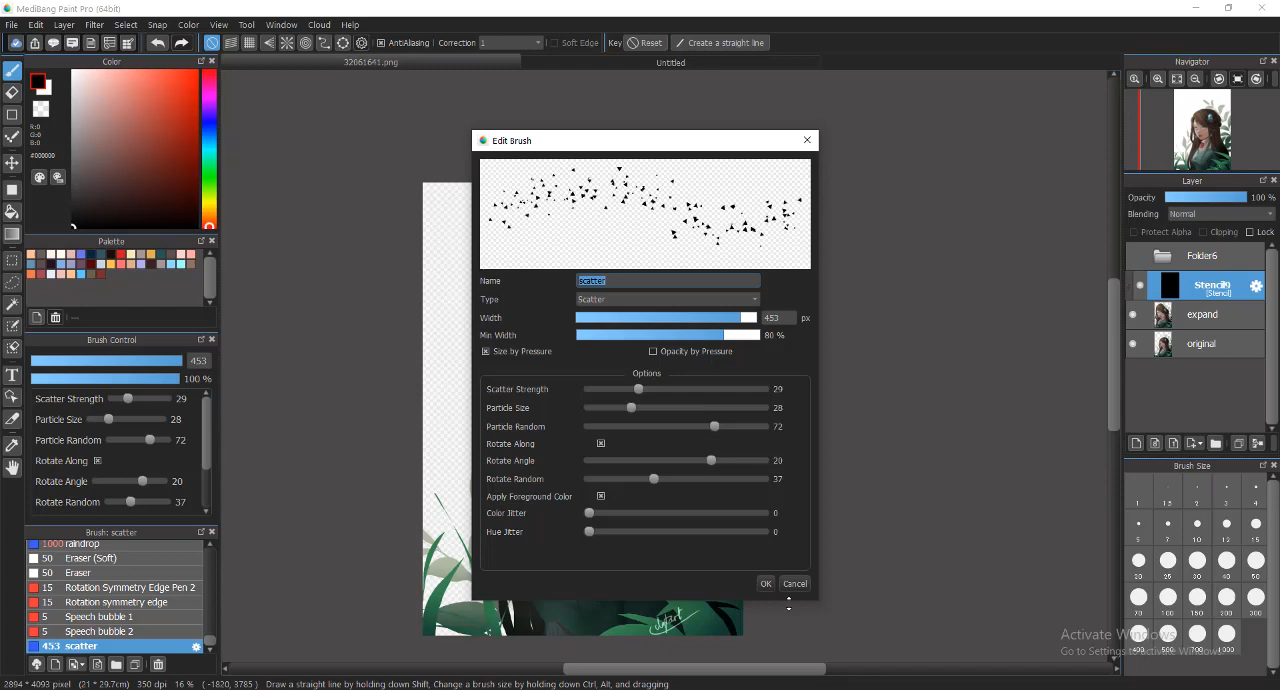 MediBang Paint Pro (64bit)
File Edit Layer Filter Select Snap Color View Tool Window Cloud Help
AntiAliasing Correction 1 Soft Edge Key Reset Create a straight line
Color
32061641.png
Untitled
Navigator
R:0
G:0
B:0
#000000
Palette
Brush Control
453
100 %
Scatter Strength 29
Particle Size 28
Particle Random 72
Rotate Along
Rotate Angle 20
Rotate Random 37
Brush: scatter
1000 raindrop
50 Eraser (Soft)
50 Eraser
15 Rotation Symmetry Edge Pen 2
15 Rotation symmetry edge
5 Speech bubble 1
5 Speech bubble 2
453 scatter
Edit Brush
Name scatter
Type Scatter
Width 453 px
Min Width 80 %
Size by Pressure Opacity by Pressure
Options
Scatter Strength 29
Particle Size 28
Particle Random 72
Rotate Along
Rotate Angle 20
Rotate Random 37
Apply Foreground Color
Color Jitter 0
Hue Jitter 0
OK Cancel
Layer
Opacity 100 %
Blending Normal
Protect Alpha Clipping Lock
Folder6
Stencil9
[Stencil]
expand
original
Brush Size
1 1.5 2 3 4
5 7 10 12 15
20 25 30 40 50
70 100 150 200 300
400 500 700 1000
Activate Windows
Go to Settings to activate Windows.
2894 * 4093 pixel (21 * 29.7cm) 350 dpi 16 % ( -1820, 3785 ) Draw a straight line by holding down Shift, Change a brush size by holding down Ctrl, Alt, and dragging